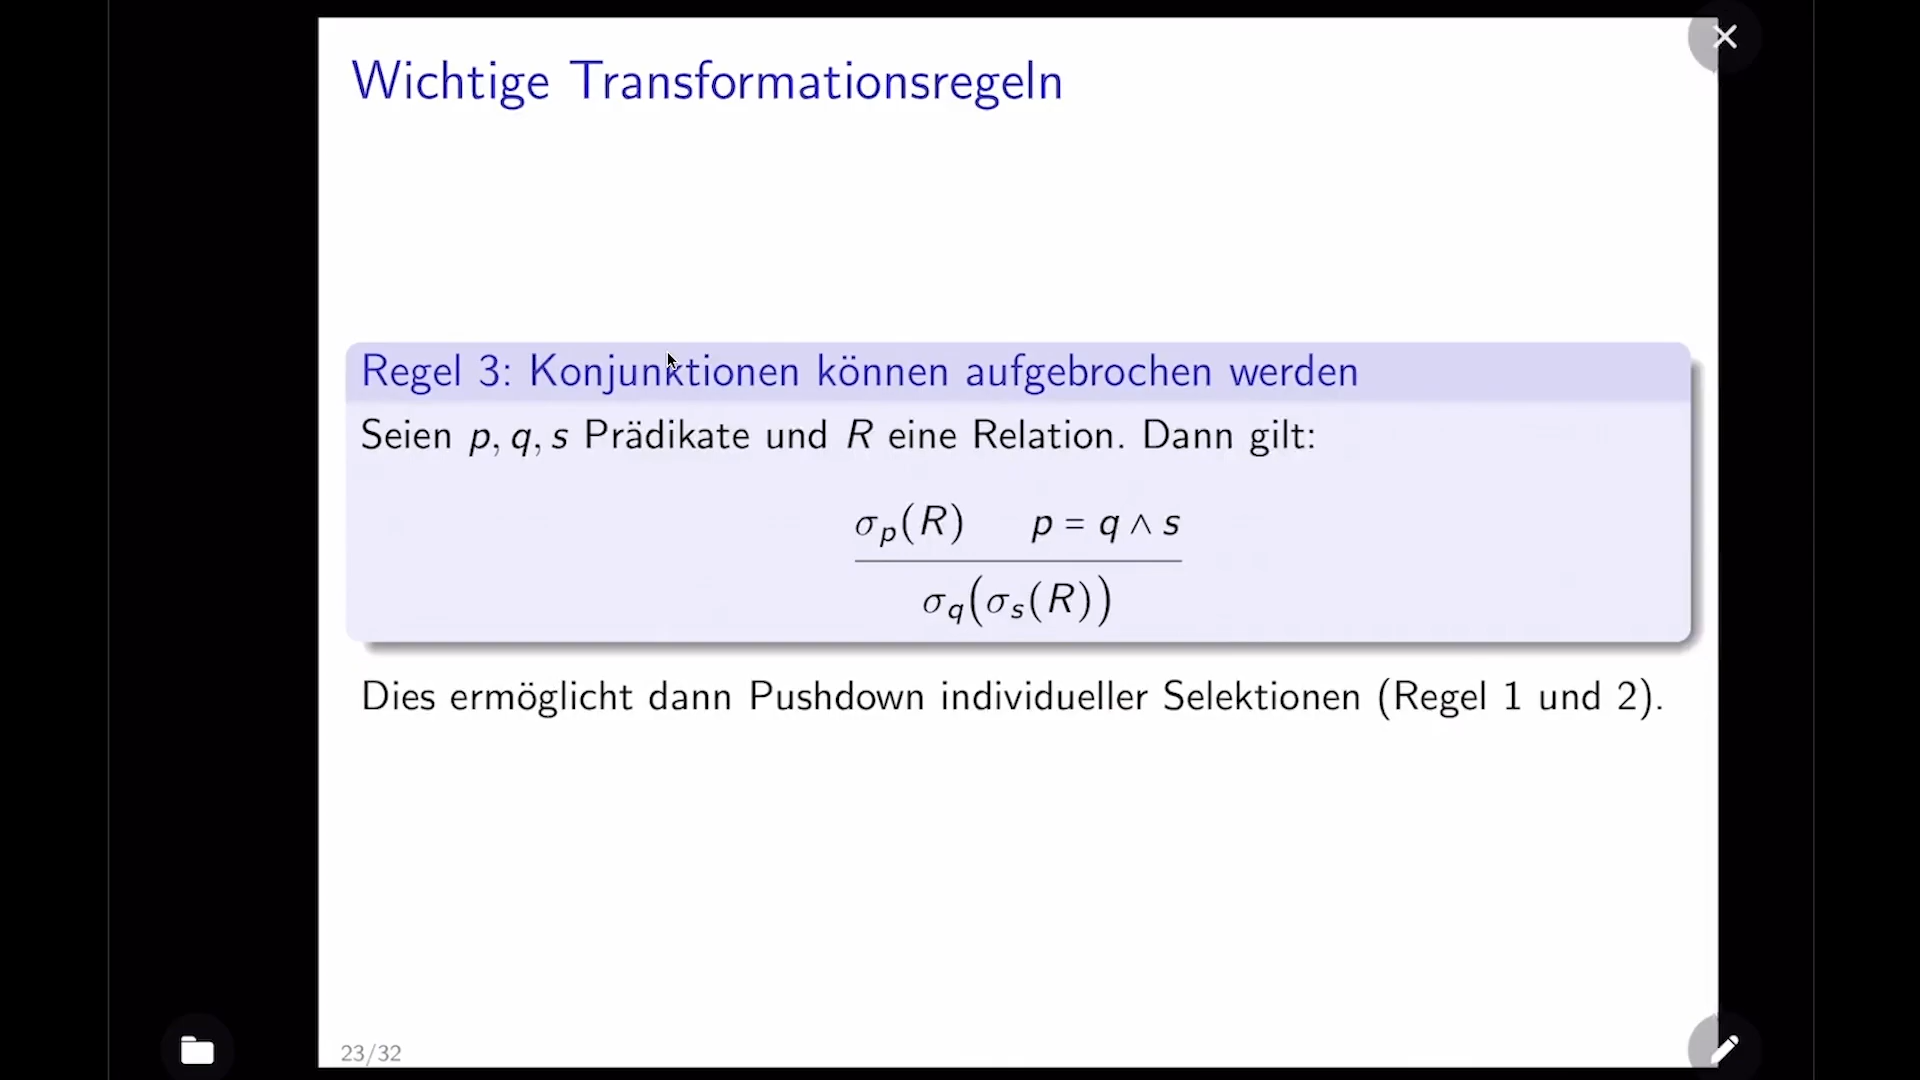 Wichtige Transformationsregeln
Regel 3: Konjunktionen können aufgebrochen werden
Seien p, q, s Prädikate und R eine Relation. Dann gilt:
σp(R) p = q ∧ s
σq(σs(R))
Dies ermöglicht dann Pushdown individueller Selektionen (Regel 1 und 2).
23/32